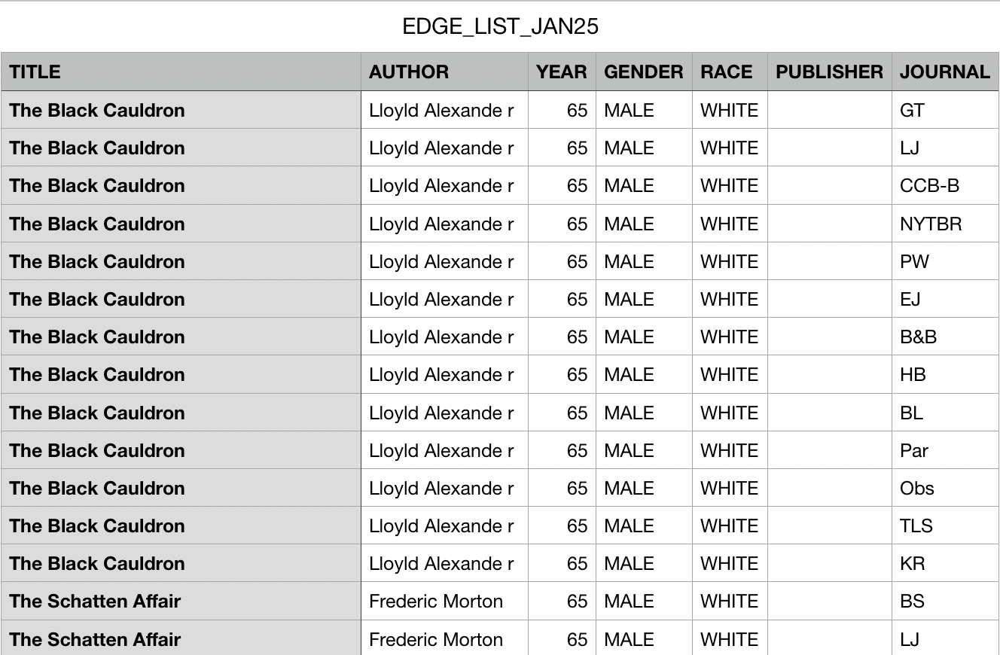 EDGE_LIST_JAN25
TITLE AUTHOR YEAR GENDER RACE PUBLISHER JOURNAL
The Black Cauldron Lloyld Alexande r 65 MALE WHITE GT
The Black Cauldron Lloyld Alexande r 65 MALE WHITE LJ
The Black Cauldron Lloyld Alexande r 65 MALE WHITE CCB-B
The Black Cauldron Lloyld Alexande r 65 MALE WHITE NYTBR
The Black Cauldron Lloyld Alexande r 65 MALE WHITE PW
The Black Cauldron Lloyld Alexande r 65 MALE WHITE EJ
The Black Cauldron Lloyld Alexande r 65 MALE WHITE B&B
The Black Cauldron Lloyld Alexande r 65 MALE WHITE HB
The Black Cauldron Lloyld Alexande r 65 MALE WHITE BL
The Black Cauldron Lloyld Alexande r 65 MALE WHITE Par
The Black Cauldron Lloyld Alexande r 65 MALE WHITE Obs
The Black Cauldron Lloyld Alexande r 65 MALE WHITE TLS
The Black Cauldron Lloyld Alexande r 65 MALE WHITE KR
The Schatten Affair Frederic Morton 65 MALE WHITE BS
The Schatten Affair Frederic Morton 65 MALE WHITE LJ